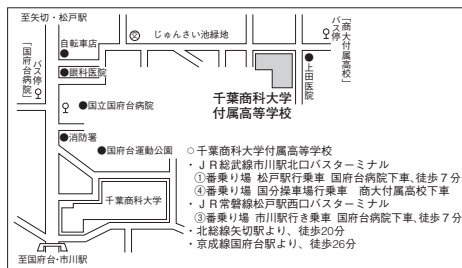 至矢切・松戸駅
「国府台病院」
バス停
自転車店
眼科医院
国立国府台病院
消防署
国府台運動公園
千葉商科大学
至国府台・市川駅
文
じゅんさい池緑地
千葉商科大学
付属高等学校
上田医院
バス停
「商大付属高校」
○千葉商科大学付属高等学校
・ＪＲ総武線市川駅北口バスターミナル
①番乗り場 松戸駅行乗車 国府台病院下車、徒歩７分
④番乗り場 国分操車場行乗車 商大付属高校下車
・ＪＲ常磐線松戸駅西口バスターミナル
③番乗り場 市川駅行き乗車 国府台病院下車、徒歩７分
・北総線矢切駅より、徒歩20分
・京成線国府台駅より、徒歩26分